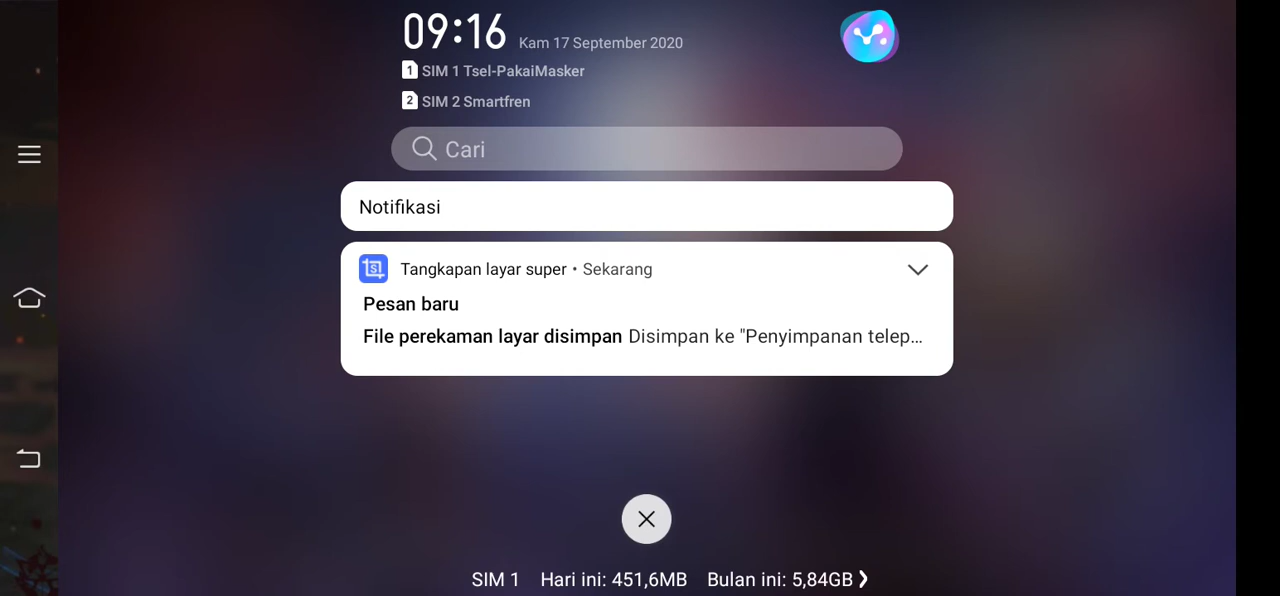 09:16 Kam 17 September 2020
1 SIM 1 Tsel-PakaiMasker
2 SIM 2 Smartfren
Cari
Notifikasi
Tangkapan layar super • Sekarang
Pesan baru
File perekaman layar disimpan Disimpan ke "Penyimpanan telep...
SIM 1 Hari ini: 451,6MB Bulan ini: 5,84GB